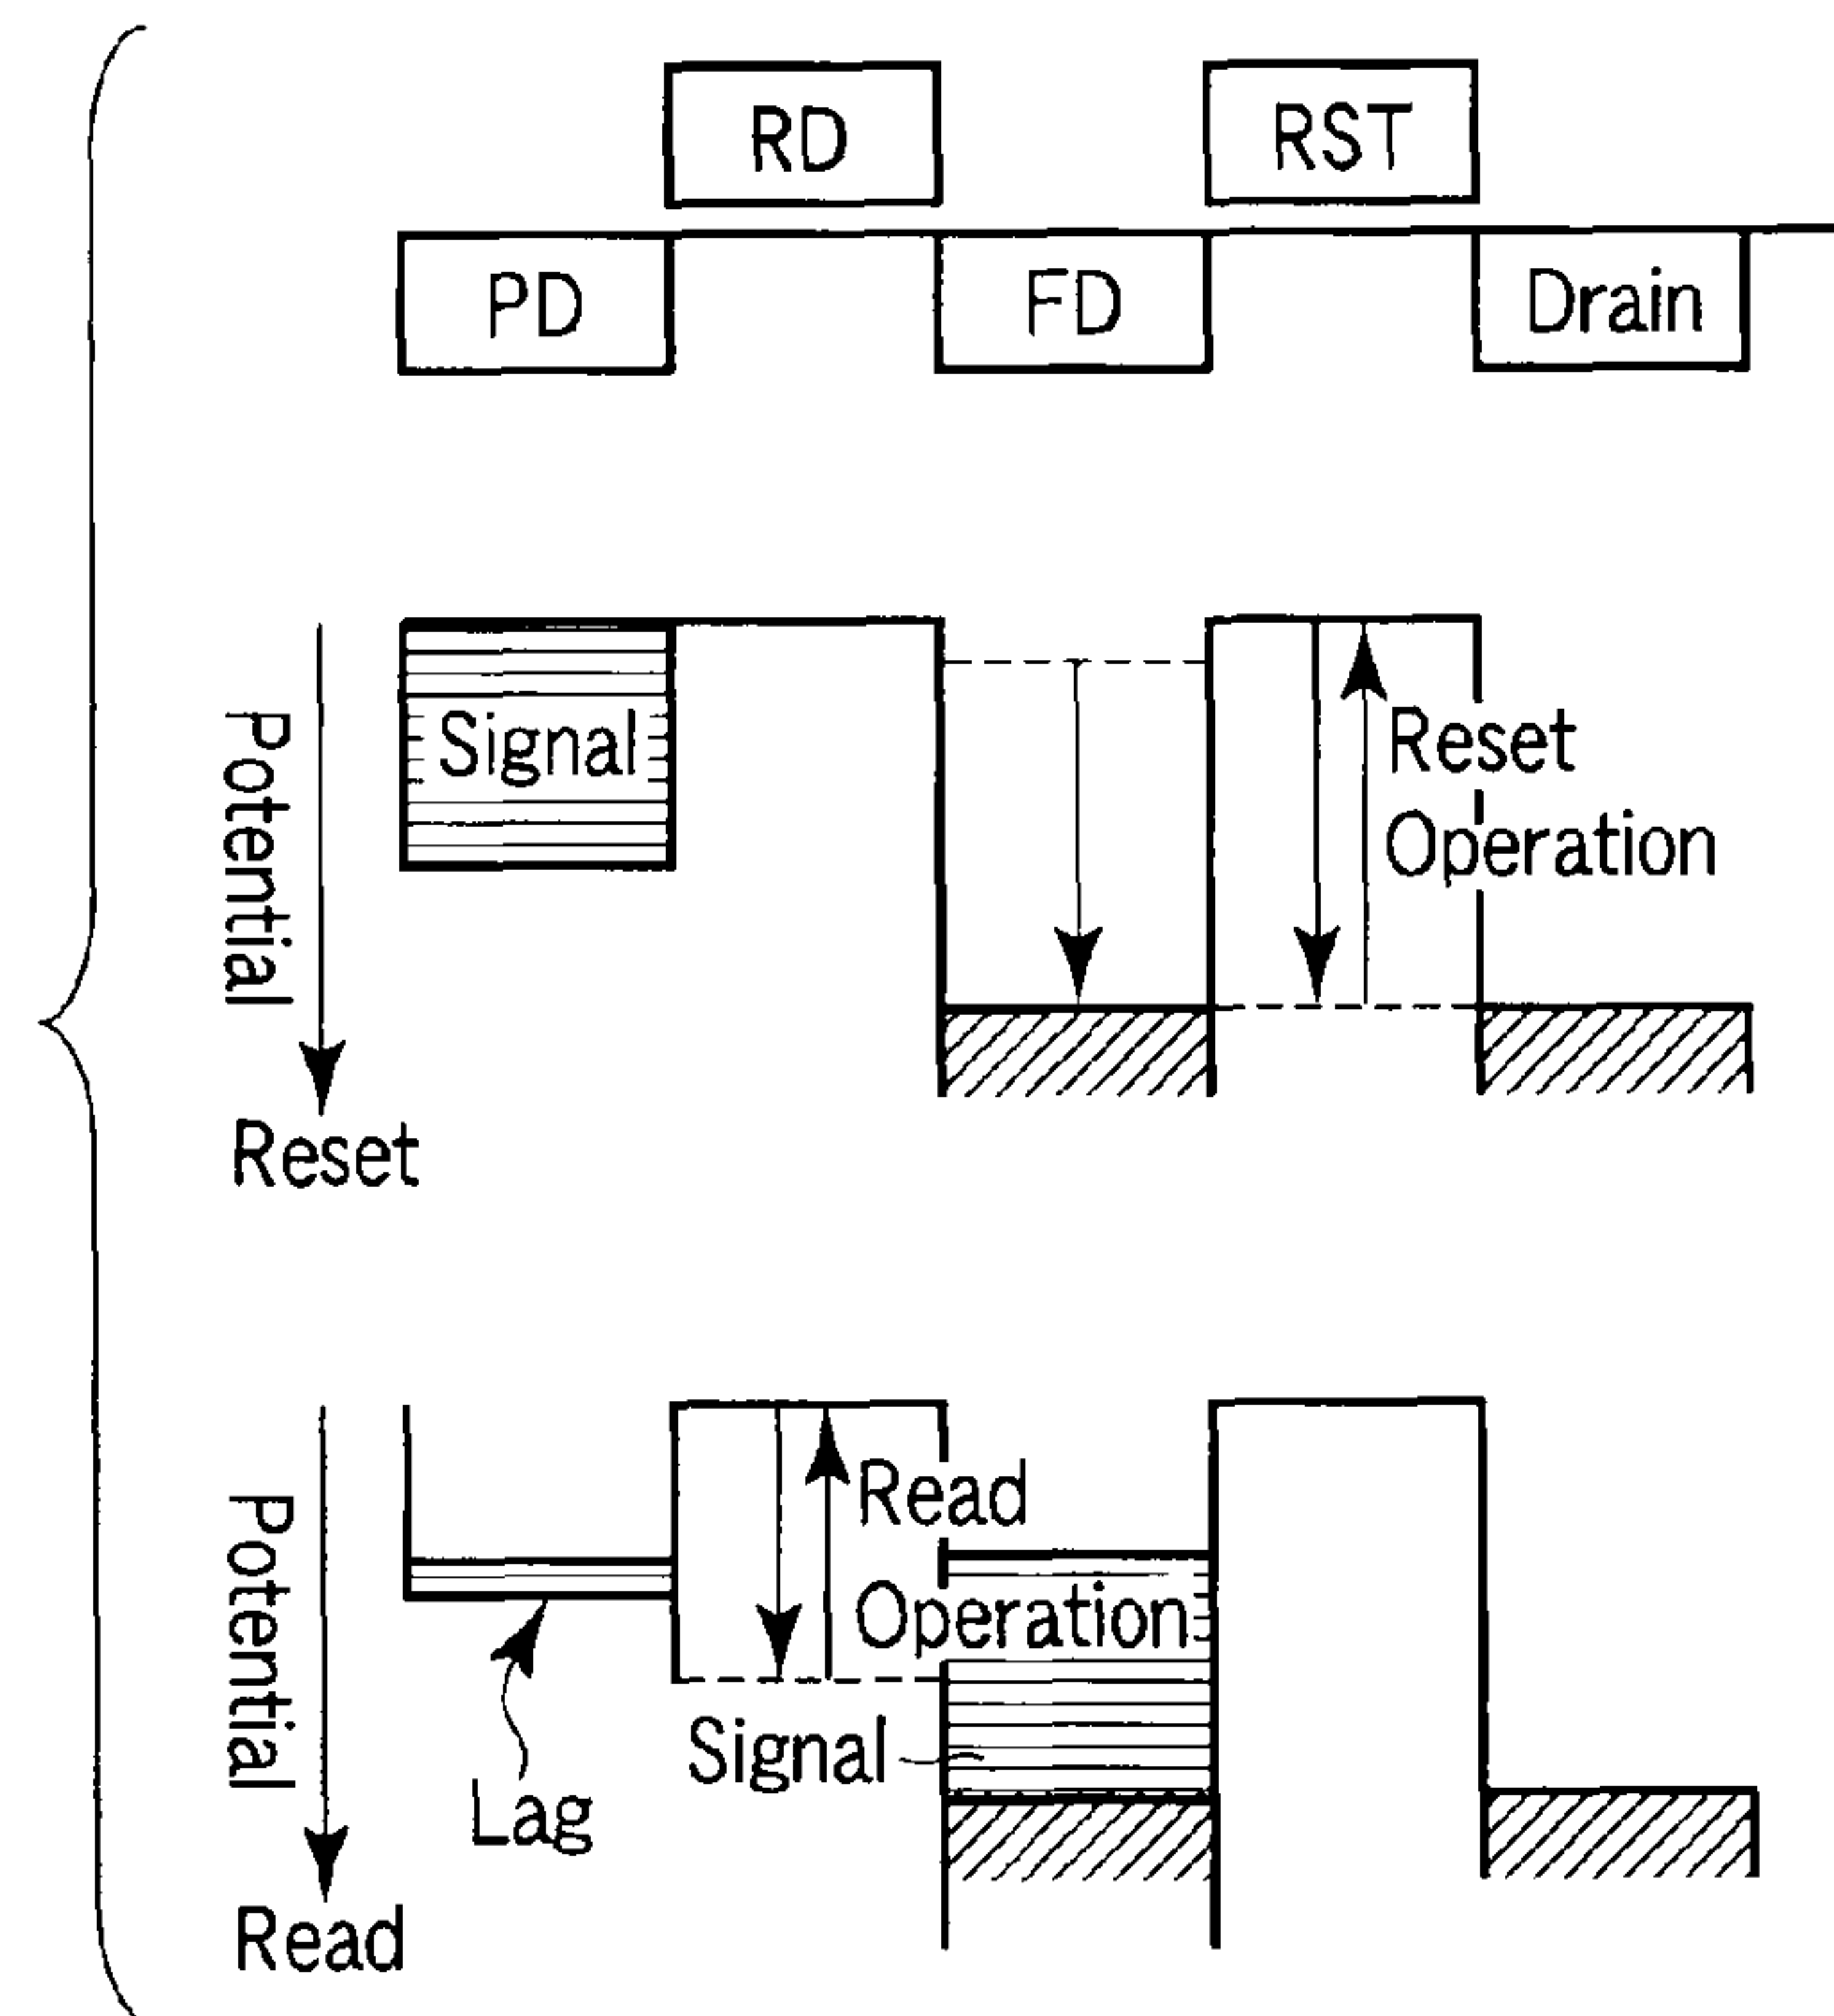 RD
RST
PD
FD
Drain
Potential
Signal
Reset
Operation
Reset
Potential
Read
Operation
Signal
Lag
Read